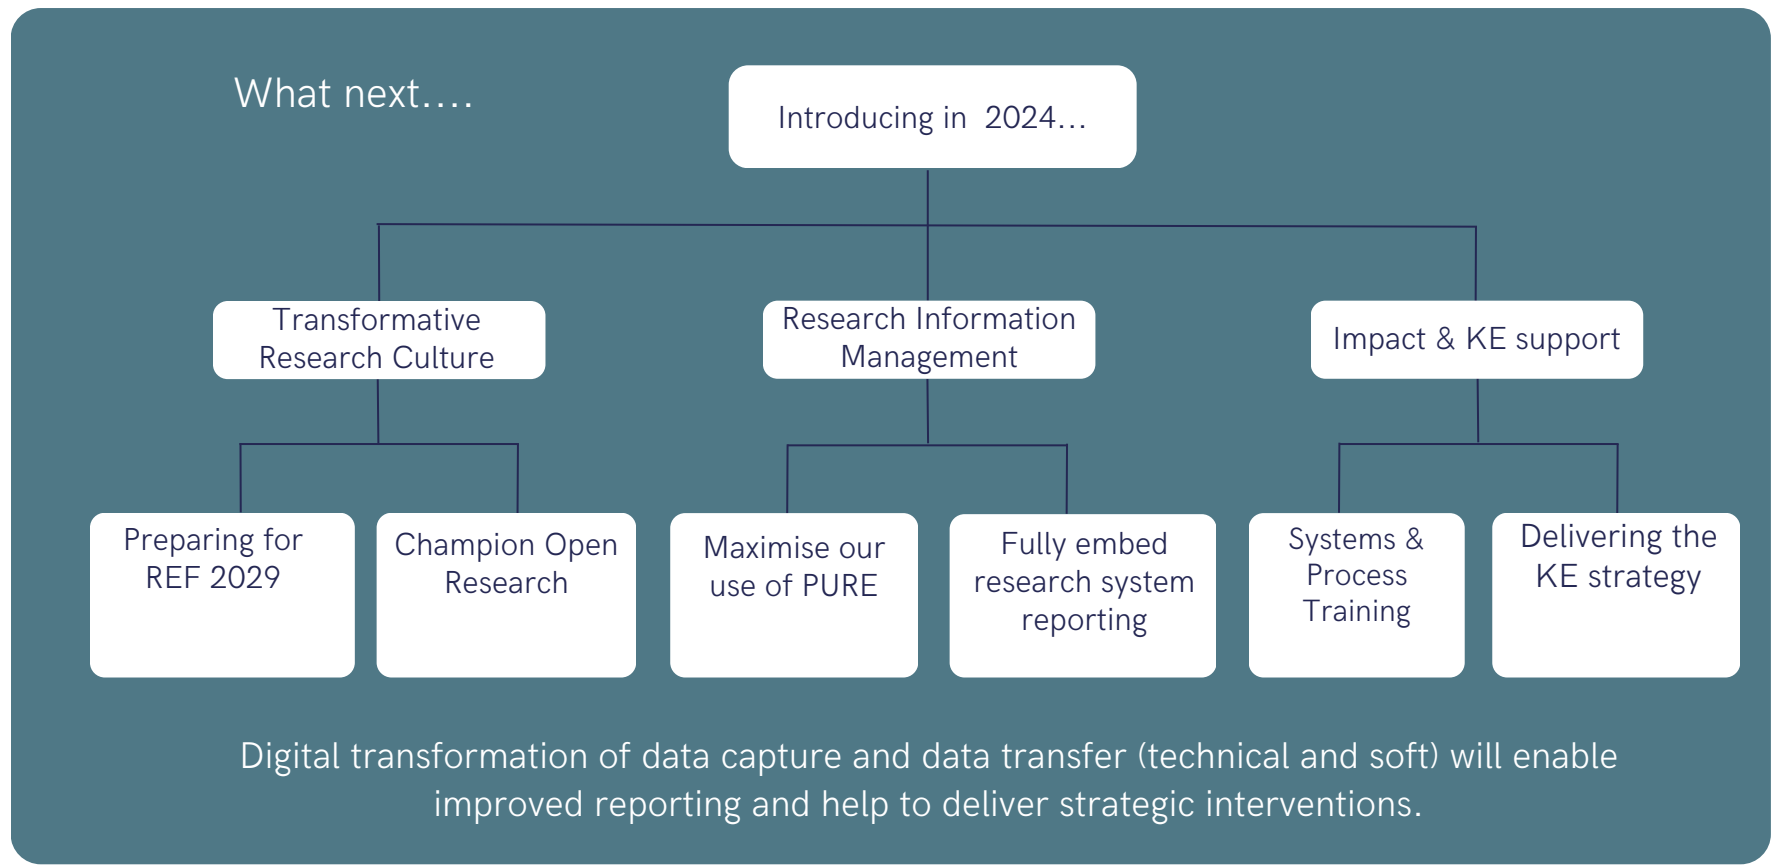 What next....
Introducing in 2024...
Transformative
Research Culture
Research Information
Management
Impact & KE support
Preparing for
REF 2029
Champion Open
Research
Maximise our
use of PURE
Fully embed
research system
reporting
Systems &
Process
Training
Delivering the
KE strategy
Digital transformation of data capture and data transfer (technical and soft) will enable
improved reporting and help to deliver strategic interventions.